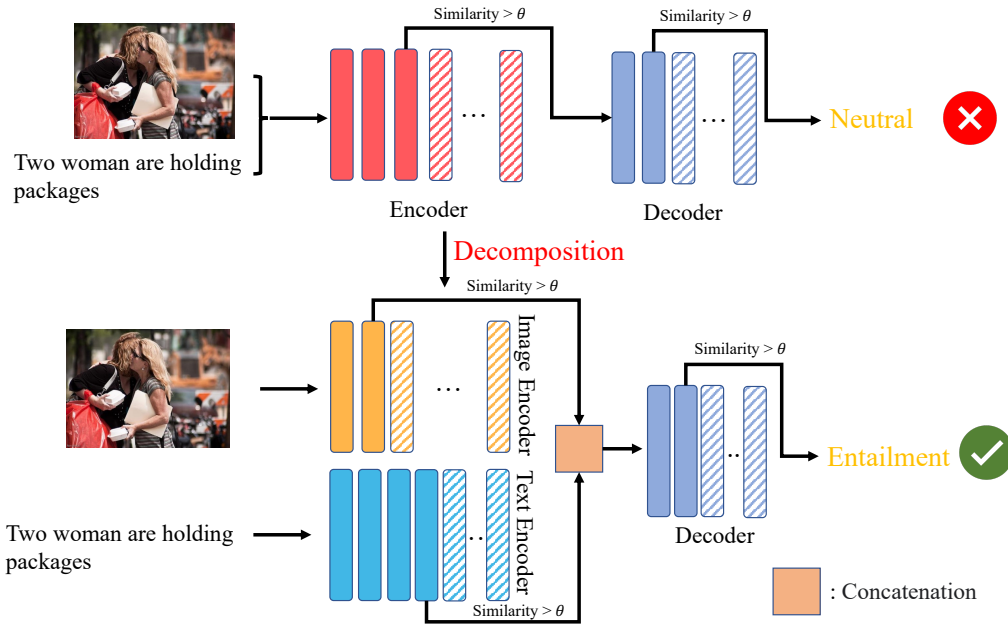 Similarity > θ
Similarity > θ
...
...
Neutral
Two woman are holding
packages
Encoder
Decoder
Decomposition
Similarity > θ
Image Encoder
...
Similarity > θ
..
Entailment
Text Encoder
Two woman are holding
packages
..
Decoder
Similarity > θ
: Concatenation